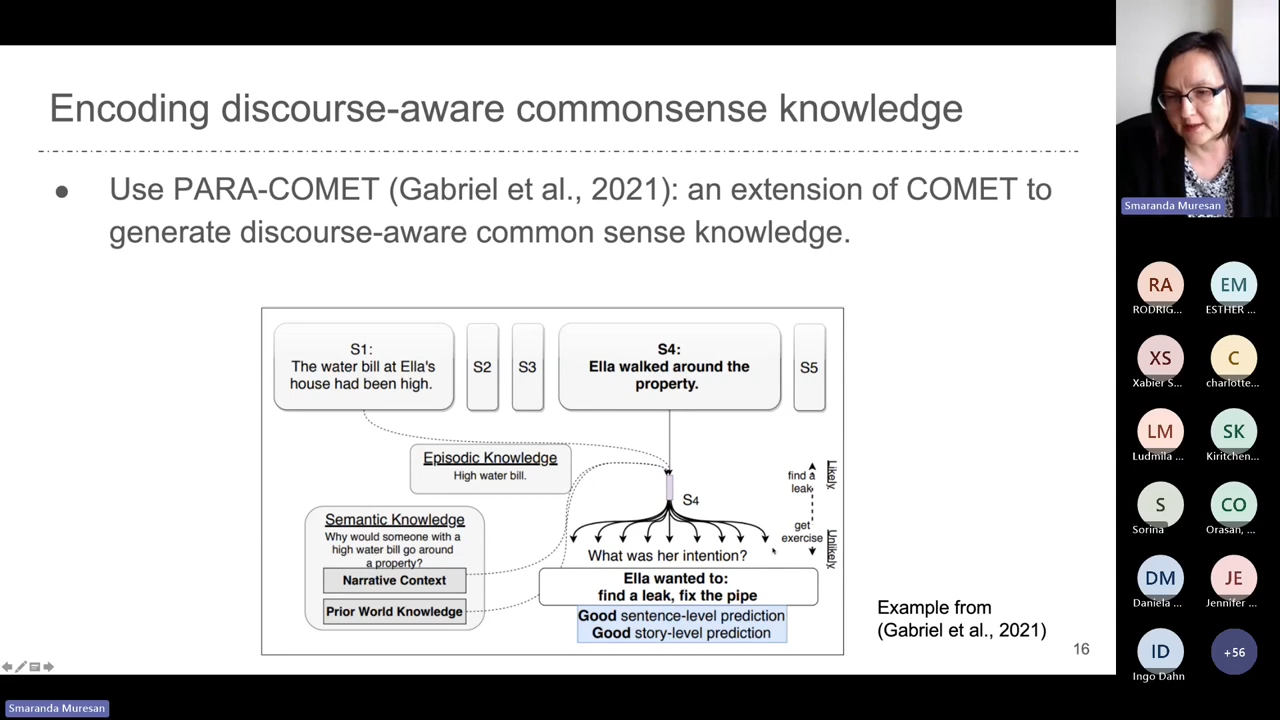 Encoding discourse-aware commonsense knowledge
● Use PARA-COMET (Gabriel et al., 2021): an extension of COMET to
generate discourse-aware common sense knowledge.
S1:
The water bill at Ella's
house had been high.
S2
S3
S4:
Ella walked around the
property.
S5
Episodic Knowledge
High water bill.
find a
leak
Likely
S4
get
exercise
Unlikely
Semantic Knowledge
Why would someone with a
high water bill go around
a property?
Narrative Context
Prior World Knowledge
What was her intention?
Ella wanted to:
find a leak, fix the pipe
Good sentence-level prediction
Good story-level prediction
Example from
(Gabriel et al., 2021)
16
Smaranda Muresan
RA
RODRIG...
EM
ESTHER ...
XS
Xabier S...
C
charlotte...
LM
Ludmila ...
SK
Kiritchen...
S
Sorina
CO
Orasan, ...
DM
Daniela ...
JE
Jennifer ...
ID
Ingo Dahn
+56
Smaranda Muresan